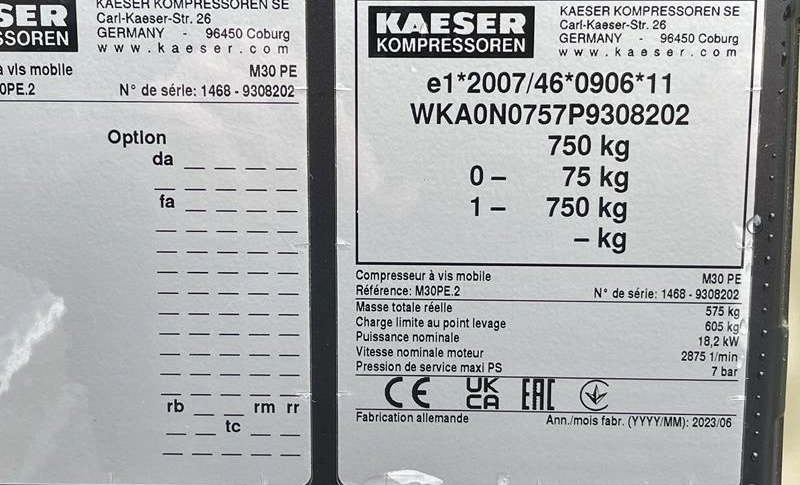 SER
SSOREN
KAESER KOMPRESSOREN SE
Carl-Kaeser-Str. 26
GERMANY - 96450 Coburg
www.kaeser.com
à vis mobile M30 PE
0PE.2 N° de série: 1468 - 9308202
Option
da _ _ _ _
_ _ _ _ _
fa _ _ _ _
_ _ _ _ _
_ _ _ _ _
_ _ _ _ _
_ _ _ _ _
_ _ _ _ _
_ _ _ _ _
_ _ _ _ _
_ _ _ _ _
rb _ _ rm rr
_ _ tc _ _
_ _ _ _ _
KAESER
KOMPRESSOREN
KAESER KOMPRESSOREN SE
Carl-Kaeser-Str. 26
GERMANY - 96450 Coburg
www.kaeser.com
e1*2007/46*0906*11
WKA0N0757P9308202
750 kg
0 – 75 kg
1 – 750 kg
– kg
Compresseur à vis mobile M30 PE
Référence: M30PE.2 N° de série: 1468 - 9308202
Masse totale réelle 575 kg
Charge limite au point levage 605 kg
Puissance nominale 18,2 kW
Vitesse nominale moteur 2875 1/min
Pression de service maxi PS 7 bar
CE UK CA EAC
Fabrication allemande Ann./mois fabr. (YYYY/MM): 2023/06